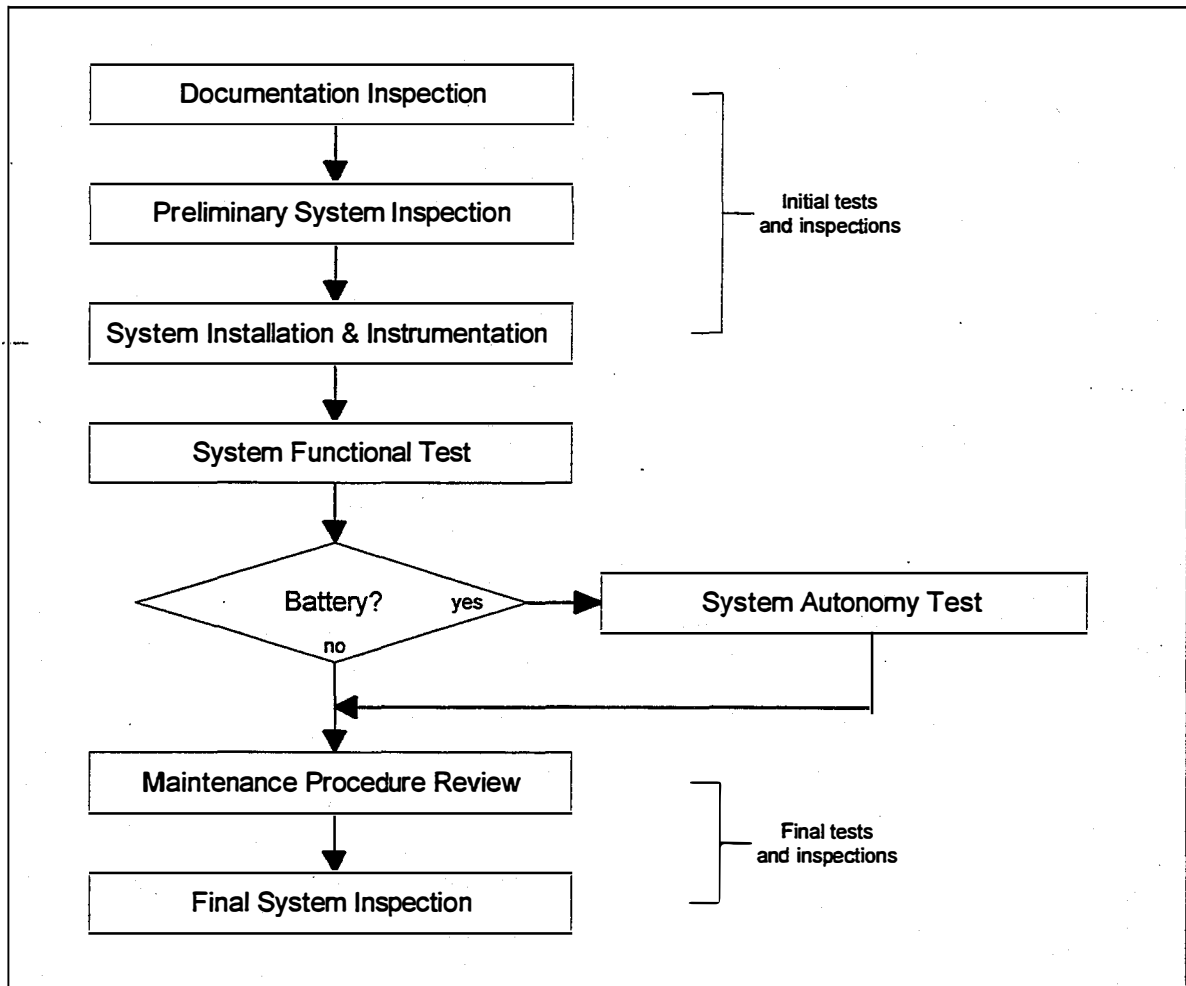 Documentation Inspection
Preliminary System Inspection
Initial tests
and inspections
System Installation & Instrumentation
System Functional Test
Battery?
yes
System Autonomy Test
no
Maintenance Procedure Review
Final tests
and inspections
Final System Inspection